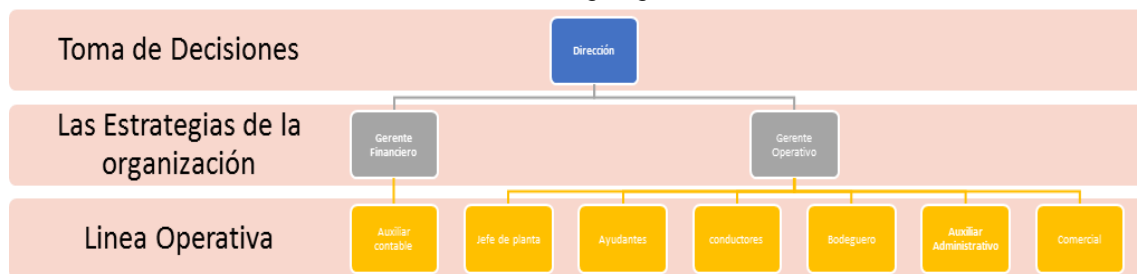 Toma de Decisiones
Dirección
Las Estrategias de la
organización
Gerente
Financiero
Gerente
Operativo
Linea Operativa
Auxiliar
contable
Jefe de planta
Ayudantes
conductores
Bodeguero
Auxiliar
Administrativo
Comercial